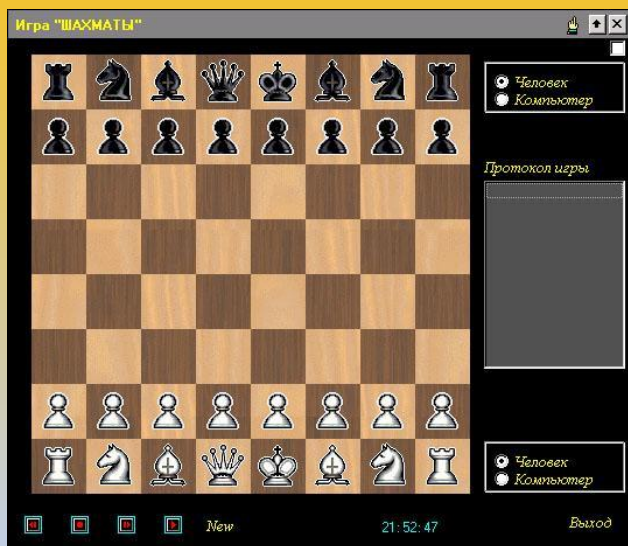 Игра "ШАХМАТЫ"
Человек
Компьютер
Протокол игры
Человек
Компьютер
New
21:52:47
Выход